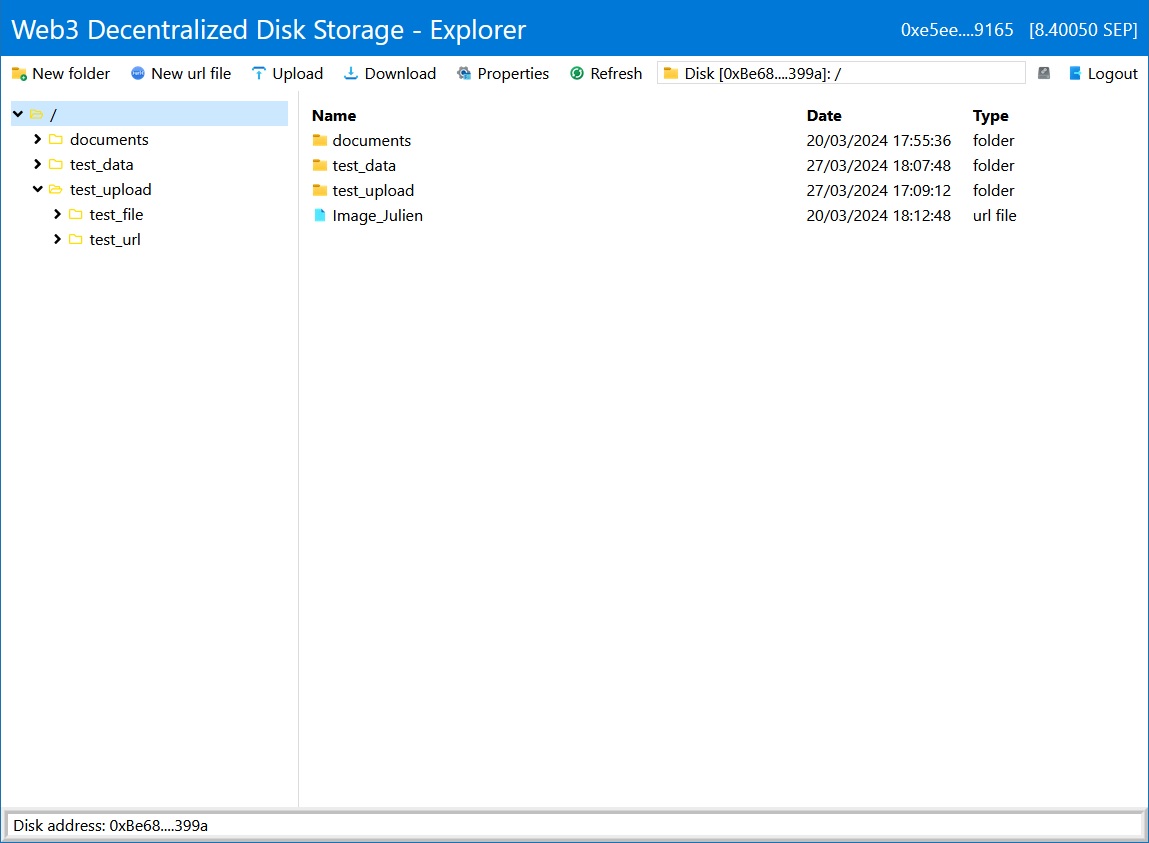 Web3 Decentralized Disk Storage - Explorer 0xe5ee....9165 [8.40050 SEP]
New folder New url file Upload Download Properties Refresh Disk [0xBe68....399a]: / Logout
/
documents
test_data
test_upload
test_file
test_url
Name Date Type
documents 20/03/2024 17:55:36 folder
test_data 27/03/2024 18:07:48 folder
test_upload 27/03/2024 17:09:12 folder
Image_Julien 20/03/2024 18:12:48 url file
Disk address: 0xBe68....399a